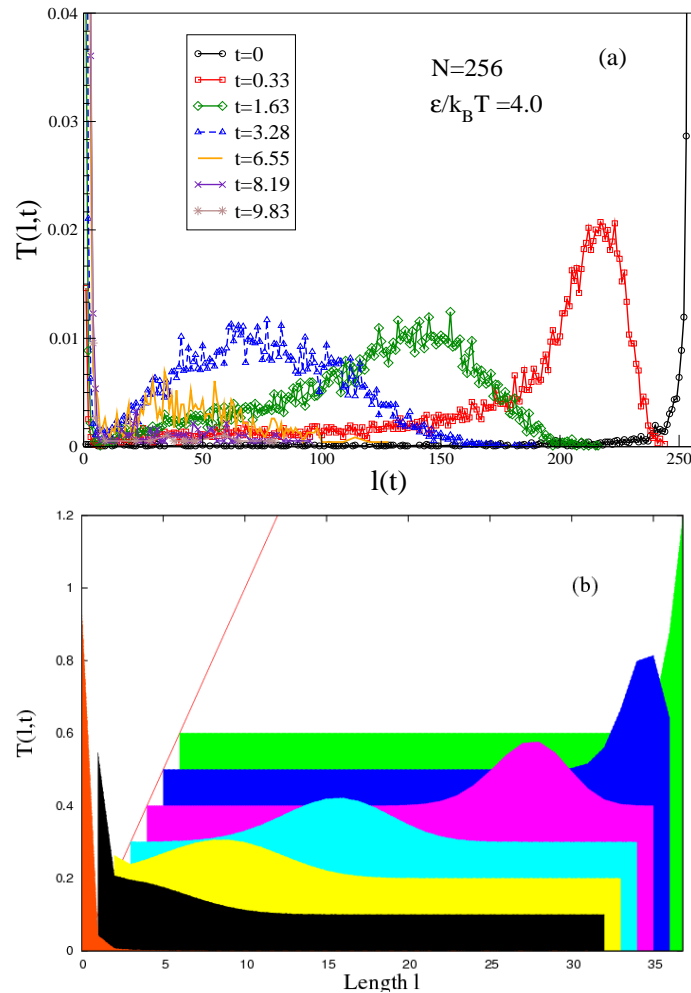 0.04
0.03
0.02
0.01
0
T(l,t)
t=0
t=0.33
t=1.63
t=3.28
t=6.55
t=8.19
t=9.83
N=256
ε/k_BT =4.0
(a)
0 50 100 150 200 250
l(t)
1.2
1
0.8
0.6
0.4
0.2
0
T(l,t)
(b)
0 5 10 15 20 25 30 35
Length l